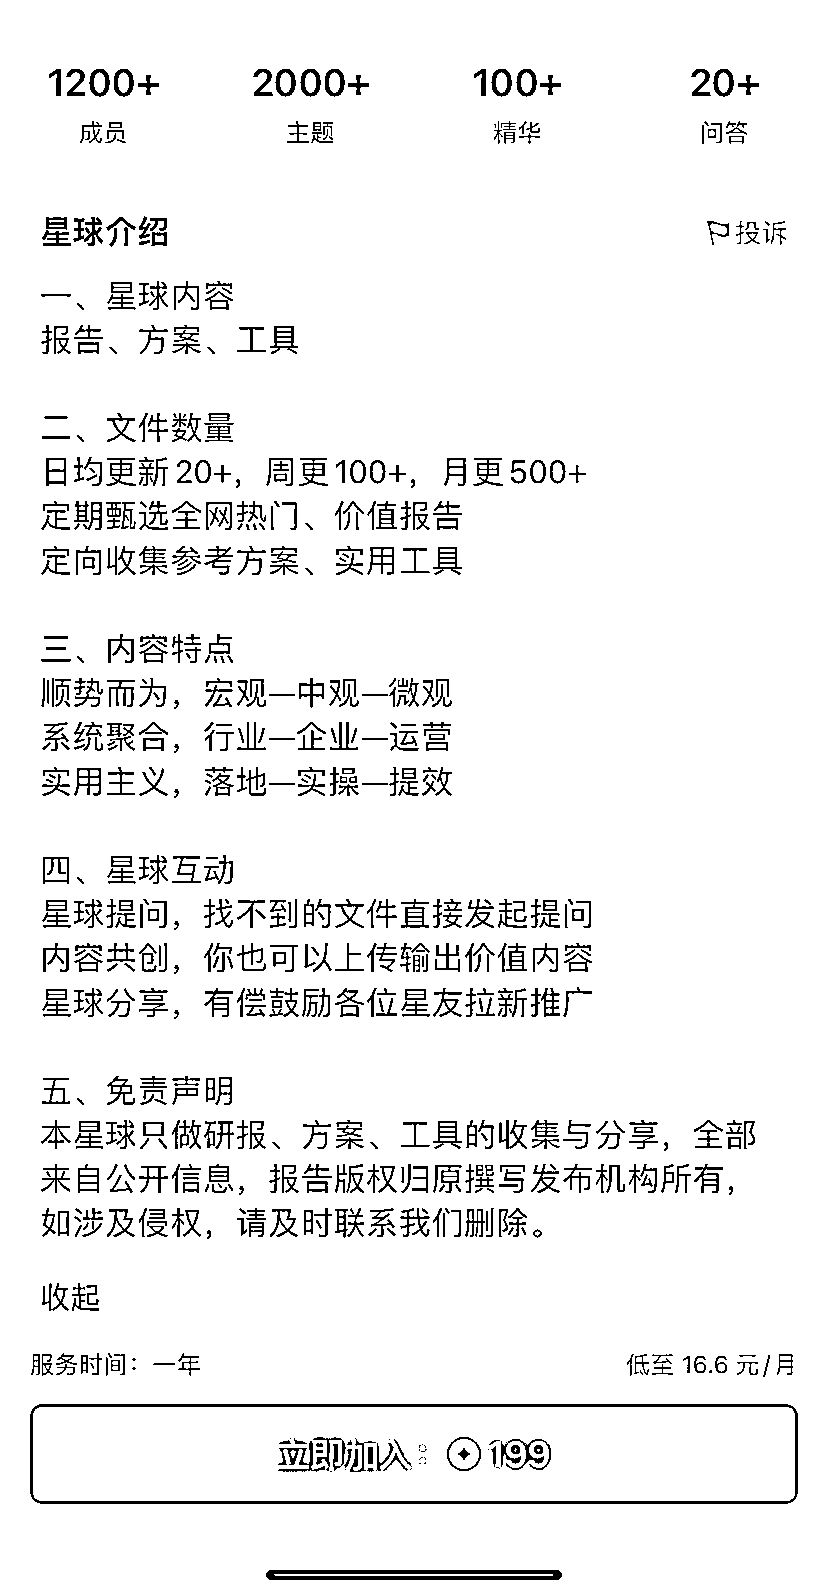 1200+ 2000+ 100+ 20+
成员 主题 精华 问答
星球介绍 投诉
一、星球内容
报告、方案、工具
二、文件数量
日均更新20+，周更100+，月更500+
定期甄选全网热门、价值报告
定向收集参考方案、实用工具
三、内容特点
顺势而为，宏观—中观—微观
系统聚合，行业—企业—运营
实用主义，落地—实操—提效
四、星球互动
星球提问，找不到的文件直接发起提问
内容共创，你也可以上传输出价值内容
星球分享，有偿鼓励各位星友拉新推广
五、免责声明
本星球只做研报、方案、工具的收集与分享，全部
来自公开信息，报告版权归原撰写发布机构所有，
如涉及侵权，请及时联系我们删除。
收起
服务时间：一年 低至 16.6 元/月
立即加入：199